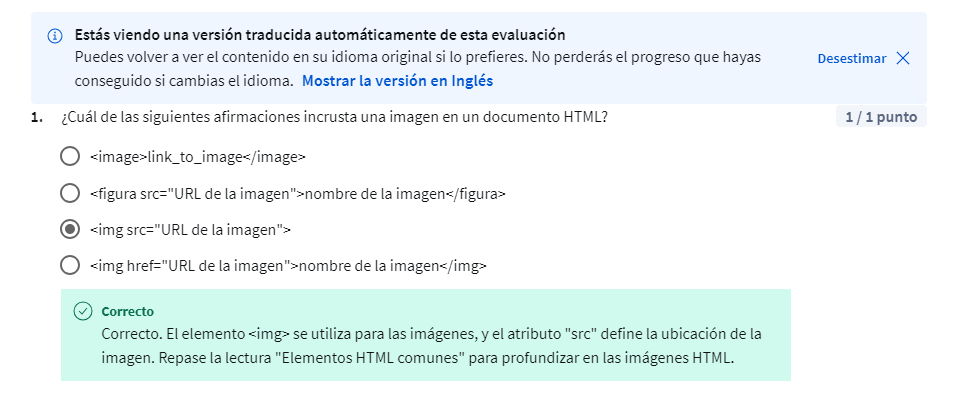 Estás viendo una versión traducida automáticamente de esta evaluación
Puedes volver a ver el contenido en su idioma original si lo prefieres. No perderás el progreso que hayas
conseguido si cambias el idioma. Mostrar la versión en Inglés
Desestimar
1. ¿Cuál de las siguientes afirmaciones incrusta una imagen en un documento HTML?
1 / 1 punto
<image>link_to_image</image>
<figura src="URL de la imagen">nombre de la imagen</figura>
<img src="URL de la imagen">
<img href="URL de la imagen">nombre de la imagen</img>
Correcto
Correcto. El elemento <img> se utiliza para las imágenes, y el atributo "src" define la ubicación de la
imagen. Repase la lectura "Elementos HTML comunes" para profundizar en las imágenes HTML.